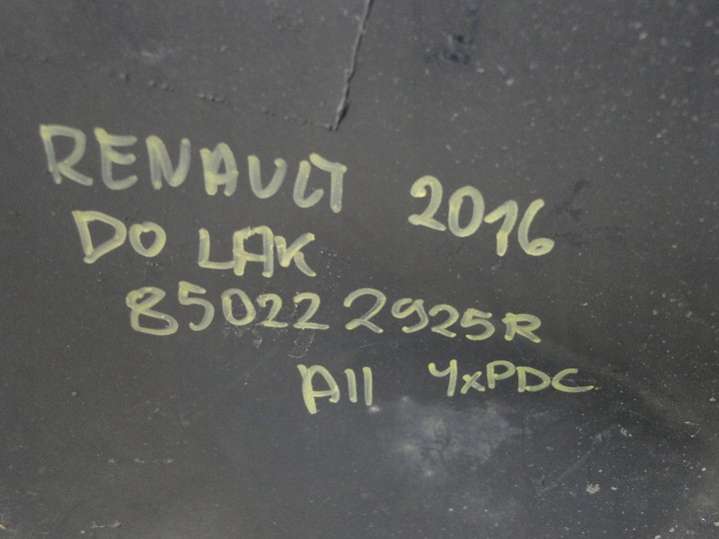 RENAULT 2016
DO LAK
850222925R
A11 4xPDC